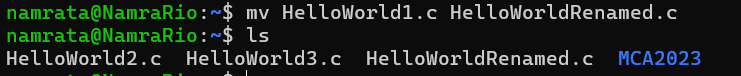 namrata@NamraRio:~$ mv HelloWorld1.c HelloWorldRenamed.c
namrata@NamraRio:~$ ls
HelloWorld2.c  HelloWorld3.c  HelloWorldRenamed.c  MCA2023
namrata@NamraRio:~$